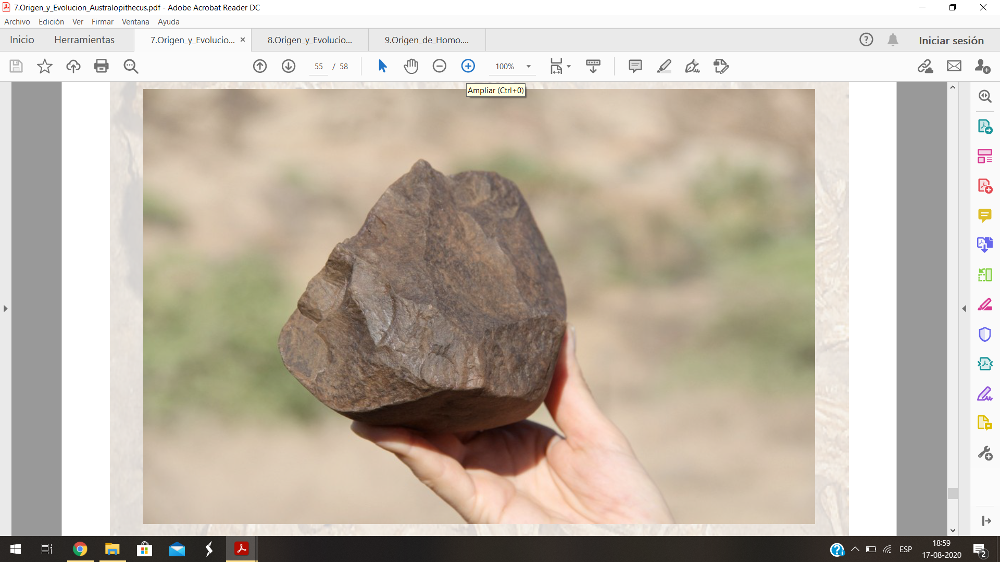 7.Origen_y_Evolucion_Australopithecus.pdf - Adobe Acrobat Reader DC
Archivo Edición Ver Firmar Ventana Ayuda
Inicio Herramientas 7.Origen_y_Evolucio... 8.Origen_y_Evolucio... 9.Origen_de_Homo.... Iniciar sesión
55 / 58 100%
Ampliar (Ctrl+0)
18:59
ESP
17-08-2020
2